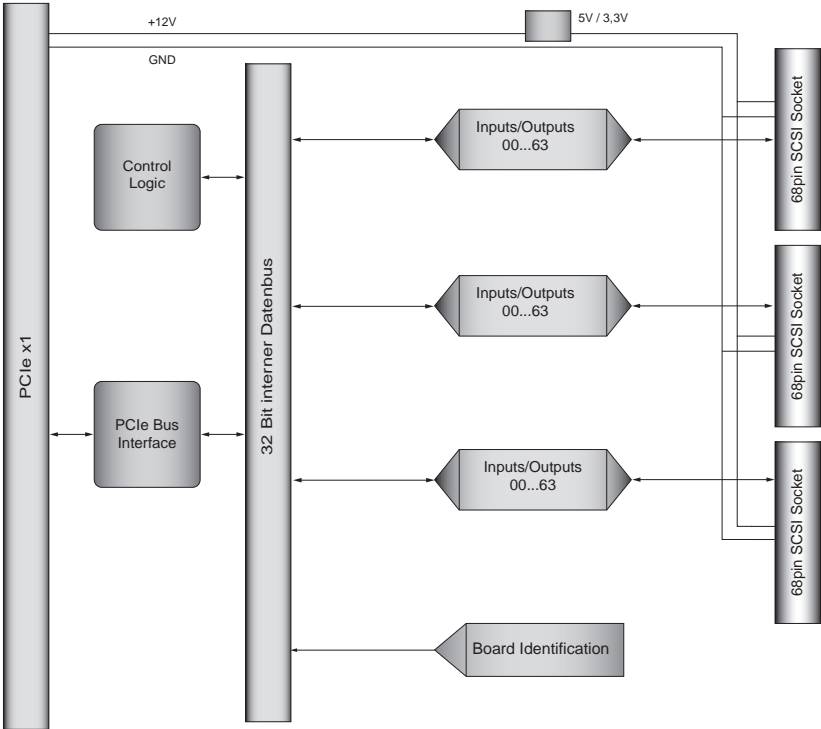 +12V
5V / 3,3V
GND
PCIe x1
Control
Logic
PCIe Bus
Interface
32 Bit interner Datenbus
Inputs/Outputs
00...63
Inputs/Outputs
00...63
Inputs/Outputs
00...63
Board Identification
68pin SCSI Socket
68pin SCSI Socket
68pin SCSI Socket